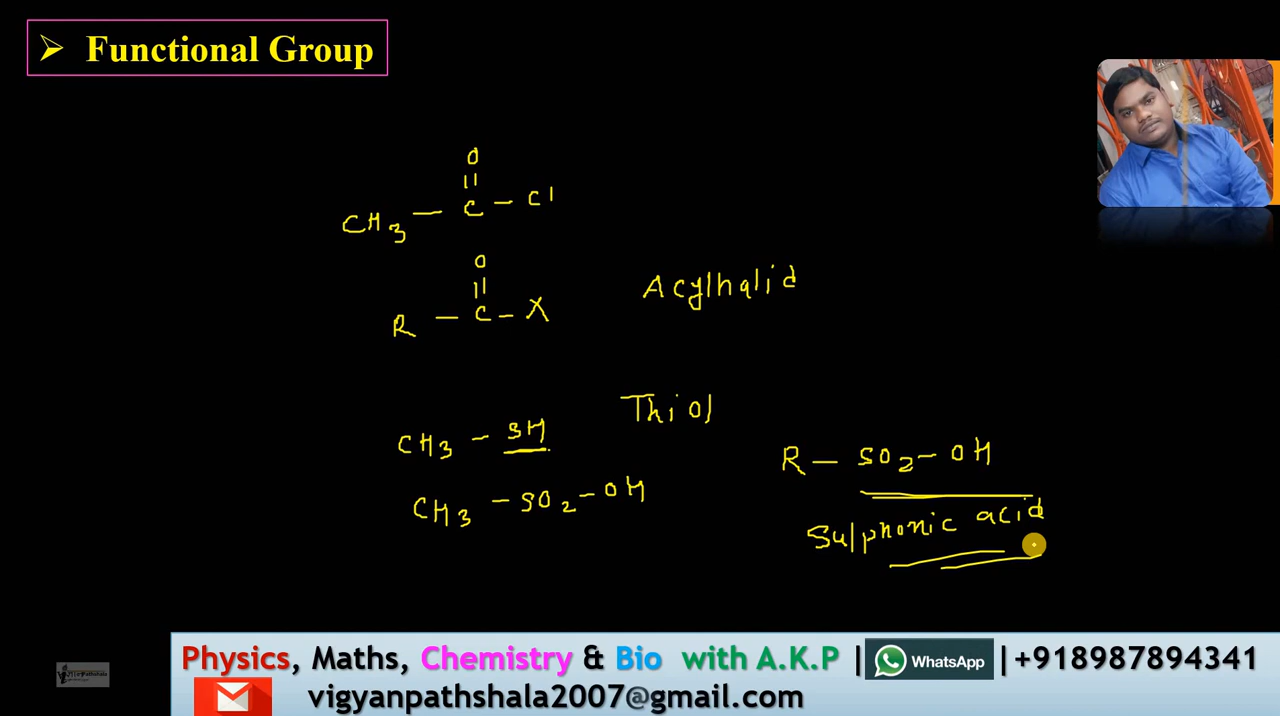 ➢ Functional Group
O
||
CH3 — C — Cl
O
||
R — C — X
Acylhalid
Thiol
CH3 — SH
R — SO2 — OH
CH3 — SO2 — OH
Sulphonic acid
Physics, Maths, Chemistry & Bio with A.K.P | WhatsApp | +918987894341
vigyanpathshala2007@gmail.com